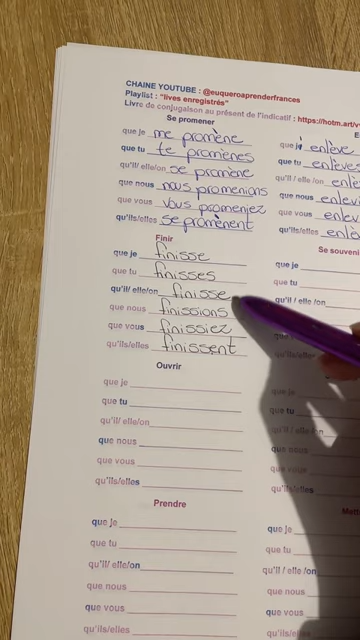 CHAINE YOUTUBE : @euqueroaprenderfrances
Playlist : "lives enregistrés"
Livre de conjugaison au présent de l'indicatif : https://hotm.art/
Se promener
que je me promène
que tu te promènes
qu'il/ elle/on se promène
que nous nous promenions
que vous vous promeniez
qu'ils/elles se promènent
que j' enlève
que tu enlèves
qu'il / elle /on
que nous
que vous
qu'ils/elles
Finir
que je finisse
que tu finisses
qu'il/ elle/on finisse
que nous finissions
que vous finissiez
qu'ils/elles finissent
Se souveni
que je
que tu
qu'il / elle /on
Ouvrir
que je
que tu
qu'il/ elle/on
que nous
que vous
qu'ils/elles
que je
que tu
qu'il / elle /on
que nous
que vous
qu'ils/elles
Prendre
que je
que tu
qu'il/ elle/on
que nous
que vous
qu'ils/elles
Mett
que je
que tu
qu'il / elle /on
que nous
que vous
qu'ils/elles